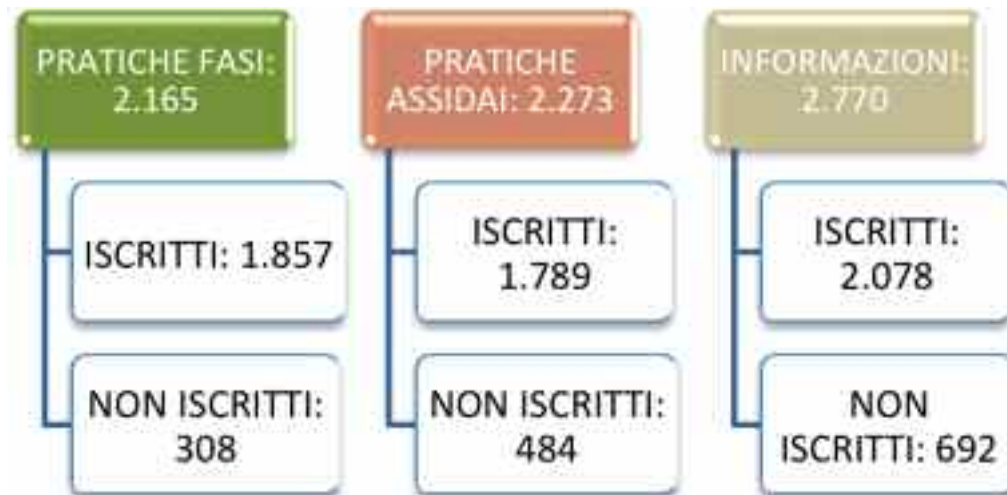 PRATICHE FASI:
2.165
ISCRITTI: 1.857
NON ISCRITTI:
308
PRATICHE
ASSIDAI: 2.273
ISCRITTI:
1.789
NON ISCRITTI:
484
INFORMAZIONI:
2.770
ISCRITTI:
2.078
NON
ISCRITTI: 692